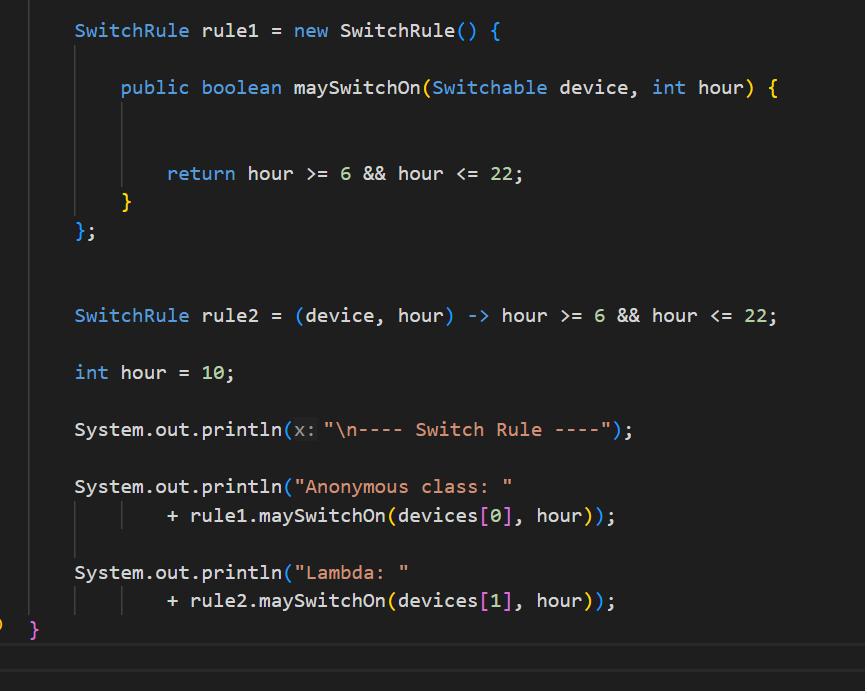 SwitchRule rule1 = new SwitchRule() {
public boolean maySwitchOn(Switchable device, int hour) {
return hour >= 6 && hour <= 22;
}
};
SwitchRule rule2 = (device, hour) -> hour >= 6 && hour <= 22;
int hour = 10;
System.out.println(x: "\n---- Switch Rule ----");
System.out.println("Anonymous class: "
+ rule1.maySwitchOn(devices[0], hour));
System.out.println("Lambda: "
+ rule2.maySwitchOn(devices[1], hour));
}